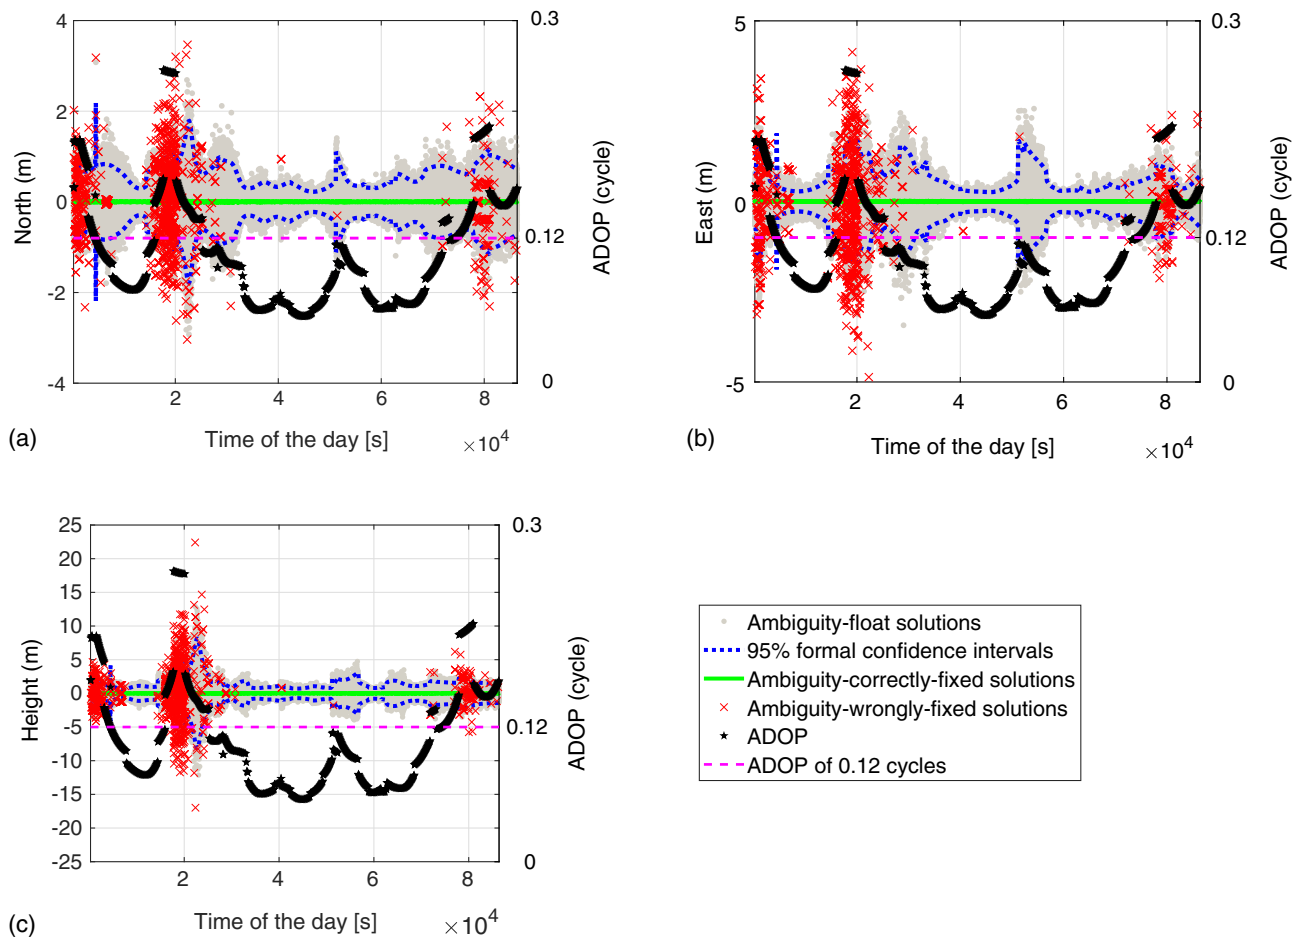 4
2
0
-2
-4
North (m)
0.3
0.12
0
ADOP (cycle)
2
4
6
8
×10⁴
Time of the day [s]
(a)
5
0
-5
East (m)
0.3
0.12
0
ADOP (cycle)
2
4
6
8
×10⁴
Time of the day [s]
(b)
25
20
15
10
5
0
-5
-10
-15
-20
-25
Height (m)
0.3
0.12
0
ADOP (cycle)
2
4
6
8
×10⁴
Time of the day [s]
(c)
Ambiguity-float solutions
95% formal confidence intervals
Ambiguity-correctly-fixed solutions
Ambiguity-wrongly-fixed solutions
ADOP
ADOP of 0.12 cycles